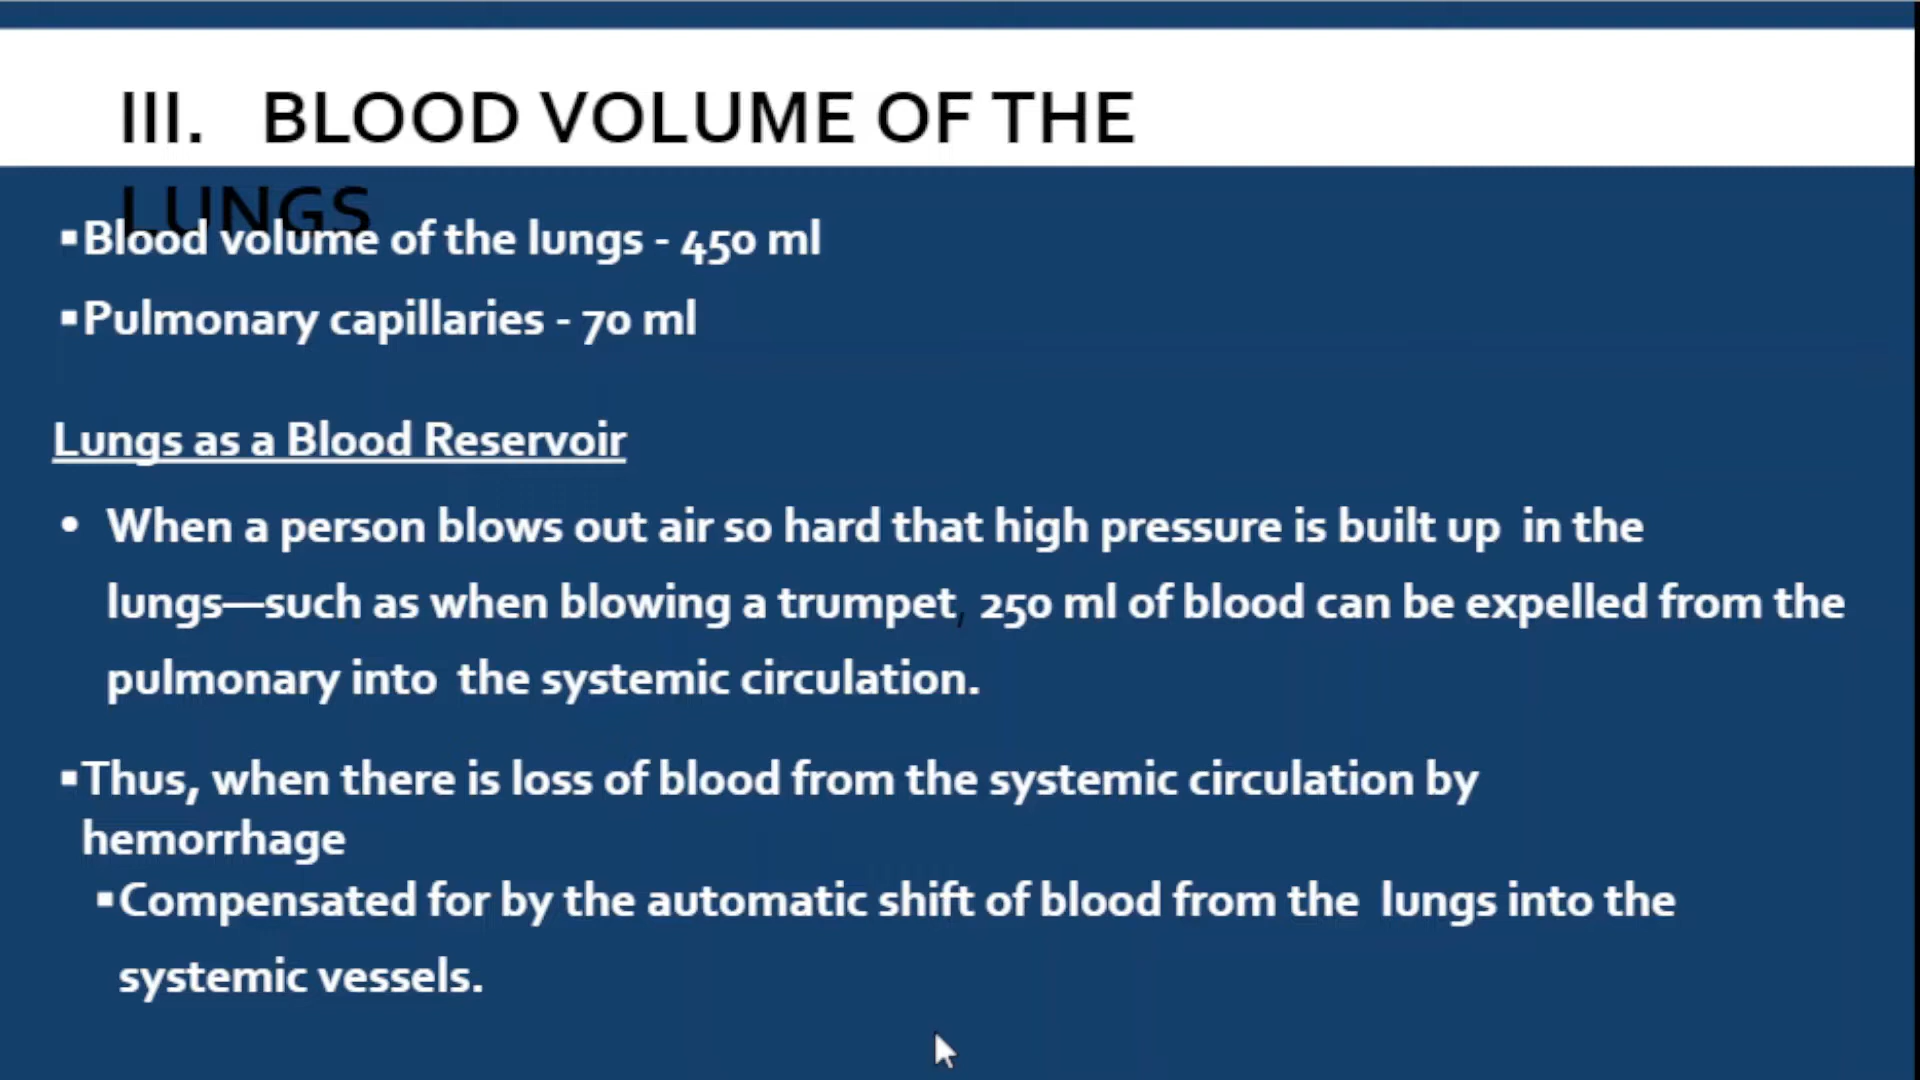 III. BLOOD VOLUME OF THE
LUNGS
▪Blood volume of the lungs - 450 ml
▪Pulmonary capillaries - 70 ml
Lungs as a Blood Reservoir
• When a person blows out air so hard that high pressure is built up in the
lungs—such as when blowing a trumpet, 250 ml of blood can be expelled from the
pulmonary into the systemic circulation.
▪Thus, when there is loss of blood from the systemic circulation by
hemorrhage
▪Compensated for by the automatic shift of blood from the lungs into the
systemic vessels.